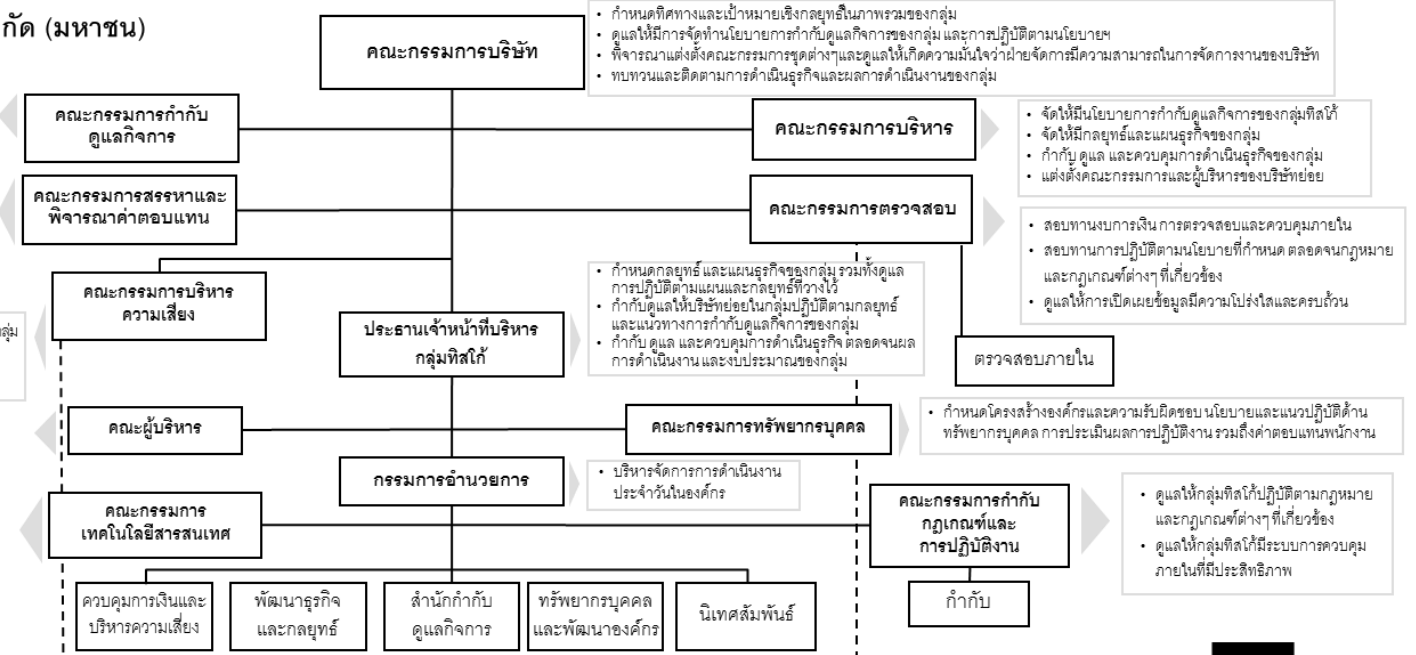 กัด (มหาชน)
คณะกรรมการบริษัท
• กำหนดทิศทางและเป้าหมายเชิงกลยุทธ์ในภาพรวมของกลุ่ม
• ดูแลให้มีการจัดทำนโยบายการกำกับดูแลกิจการของกลุ่ม และการปฏิบัติตามนโยบายฯ
• พิจารณาแต่งตั้งคณะกรรมการชุดต่างๆและดูแลให้เกิดความมั่นใจว่าฝ่ายจัดการมีความสามารถในการจัดการงานของบริษัท
• ทบทวนและติดตามการดำเนินธุรกิจและผลการดำเนินงานของกลุ่ม
คณะกรรมการกำกับ
ดูแลกิจการ
คณะกรรมการบริหาร
• จัดให้มีนโยบายการกำกับดูแลกิจการของกลุ่มทิสโก้
• จัดให้มีกลยุทธ์และแผนธุรกิจของกลุ่ม
• กำกับ ดูแล และควบคุมการดำเนินธุรกิจของกลุ่ม
• แต่งตั้งคณะกรรมการและผู้บริหารของบริษัทย่อย
คณะกรรมการสรรหาและ
พิจารณาค่าตอบแทน
คณะกรรมการตรวจสอบ
• สอบทานงบการเงิน การตรวจสอบและควบคุมภายใน
• สอบทานการปฏิบัติตามนโยบายที่กำหนด ตลอดจนกฎหมาย
และกฎเกณฑ์ต่างๆ ที่เกี่ยวข้อง
• ดูแลให้การเปิดเผยข้อมูลมีความโปร่งใสและครบถ้วน
คณะกรรมการบริหาร
ความเสี่ยง
ลุ่ม
ประธานเจ้าหน้าที่บริหาร
กลุ่มทิสโก้
• กำหนดกลยุทธ์ และแผนธุรกิจของกลุ่ม รวมทั้งดูแล
การปฏิบัติตามแผนและกลยุทธ์ที่วางไว้
• กำกับดูแลให้บริษัทย่อยในกลุ่มปฏิบัติตามกลยุทธ์
และแนวทางการกำกับดูแลกิจการของกลุ่ม
• กำกับ ดูแล และควบคุมการดำเนินธุรกิจ ตลอดจนผล
การดำเนินงาน และงบประมาณของกลุ่ม
ตรวจสอบภายใน
คณะผู้บริหาร
คณะกรรมการทรัพยากรบุคคล
• กำหนดโครงสร้างองค์กรและความรับผิดชอบ นโยบายและแนวปฏิบัติด้าน
ทรัพยากรบุคคล การประเมินผลการปฏิบัติงาน รวมถึงค่าตอบแทนพนักงาน
กรรมการอำนวยการ
• บริหารจัดการการดำเนินงาน
ประจำวันในองค์กร
คณะกรรมการ
เทคโนโลยีสารสนเทศ
คณะกรรมการกำกับ
กฎเกณฑ์และ
การปฏิบัติงาน
• ดูแลให้กลุ่มทิสโก้ปฏิบัติตามกฎหมาย
และกฎเกณฑ์ต่างๆ ที่เกี่ยวข้อง
• ดูแลให้กลุ่มทิสโก้มีระบบการควบคุม
ภายในที่มีประสิทธิภาพ
กำกับ
ควบคุมการเงินและ
บริหารความเสี่ยง
พัฒนาธุรกิจ
และกลยุทธ์
สำนักกำกับ
ดูแลกิจการ
ทรัพยากรบุคคล
และพัฒนาองค์กร
นิเทศสัมพันธ์